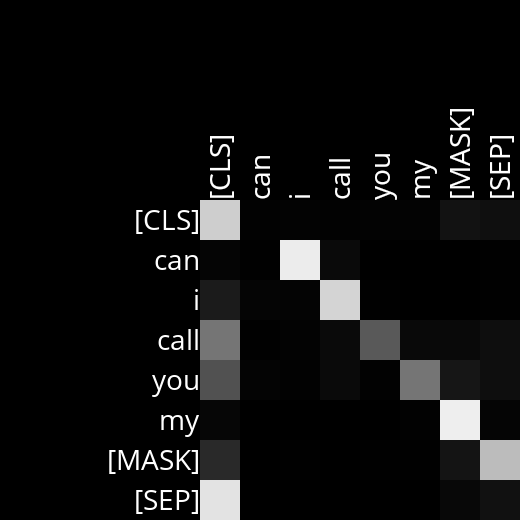 [CLS] can i call you my [MASK] [SEP]
[CLS]
can
i
call
you
my
[MASK]
[SEP]